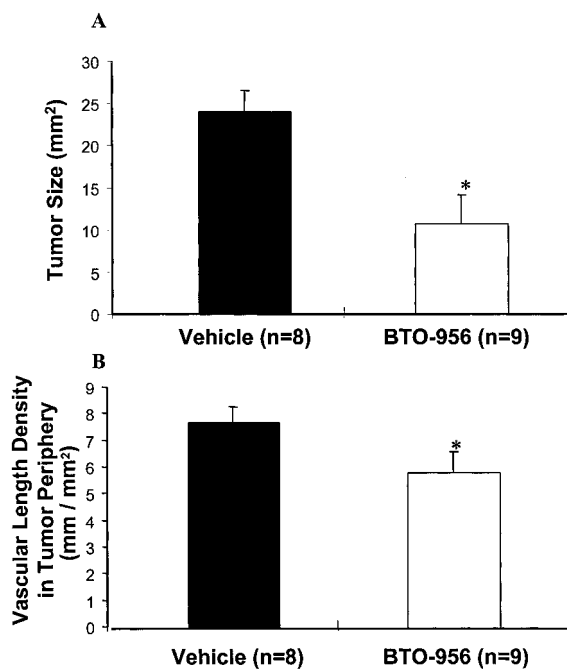 A
Tumor Size (mm²)
30
25
20
15
10
5
0
*
Vehicle (n=8) BTO-956 (n=9)
B
Vascular Length Density
in Tumor Periphery
(mm / mm²)
9
8
7
6
5
4
3
2
1
0
*
Vehicle (n=8) BTO-956 (n=9)